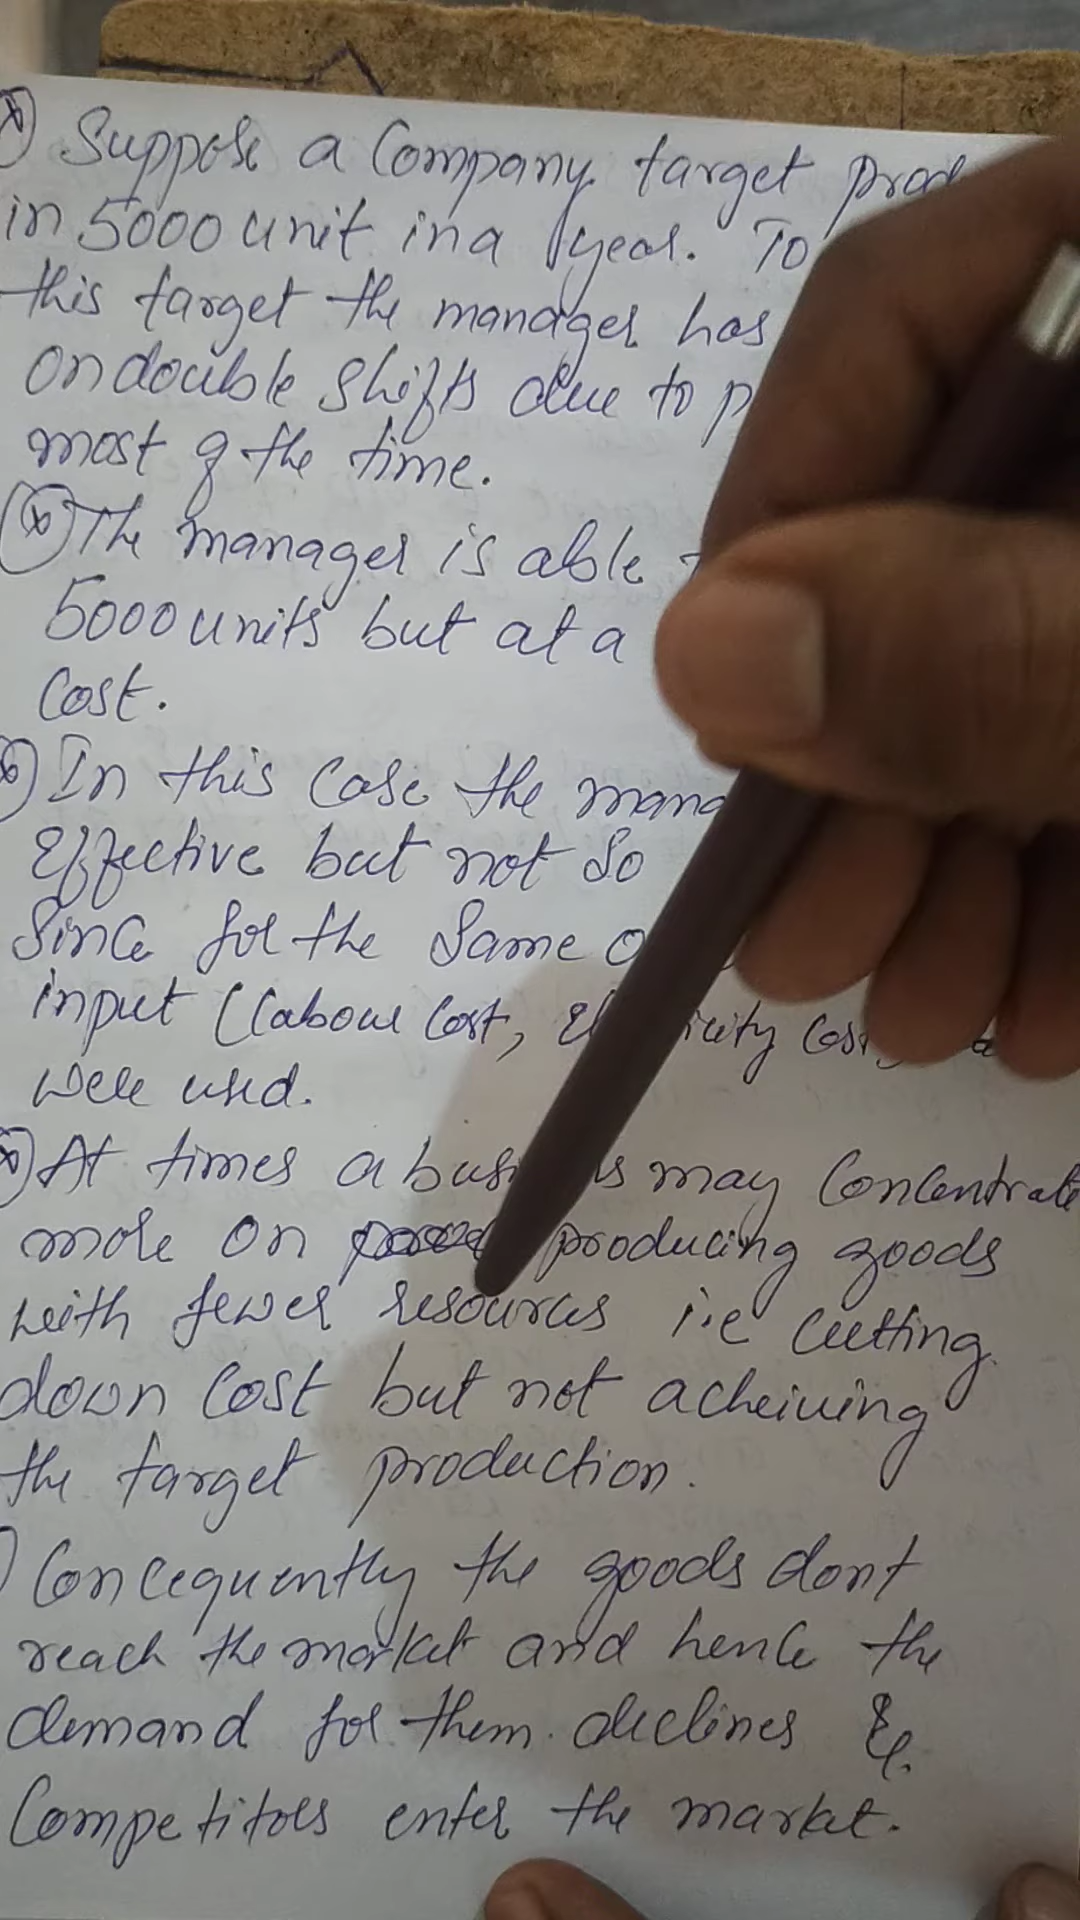 Suppose a Company target prod
in 5000 unit in a year. To
this target the manager has
on double shifts due to p
most of the time.
The manager is able
5000 units but at a
Cost.
In this Case the mana
Effective but not so
Since for the Same o
input (labour Cost, El icity Cost
were used.
At times a busi s may Concentrate
more on producing goods
with fewer resources i.e Cutting
down Cost but not acheiving
the target production.
Concequently the goods dont
reach the market and hence the
demand for them declines &
Competitors enter the market.